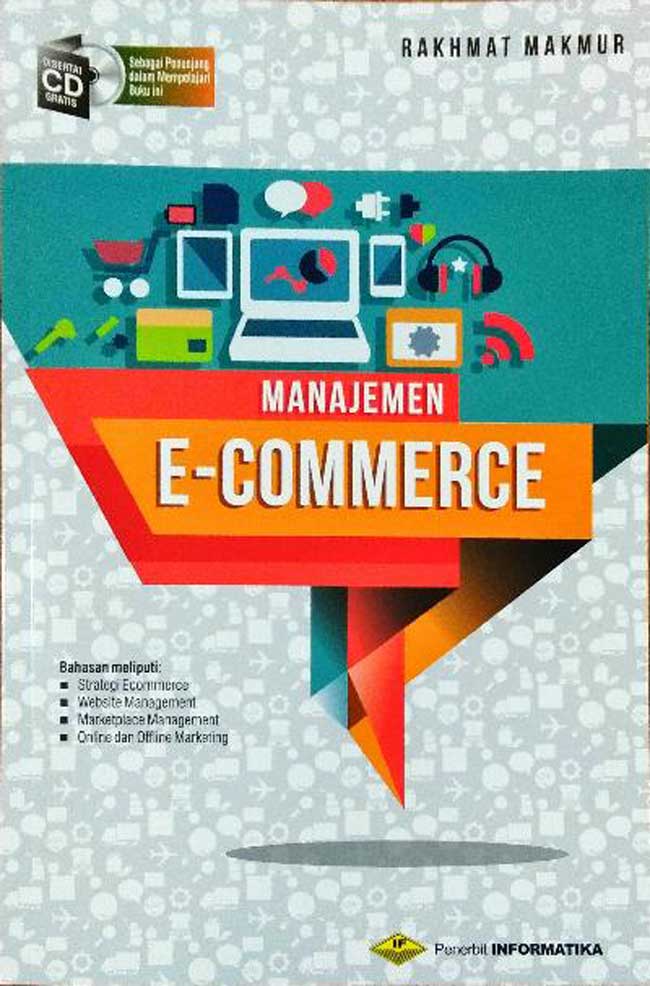 DISERTAI
CD
GRATIS
Sebagai Penunjang
dalam Mempelajari
Buku ini
RAKHMAT MAKMUR
MANAJEMEN
E-COMMERCE
Bahasan meliputi:
■ Strategi Ecommerce
■ Website Management
■ Marketplace Management
■ Online dan Offline Marketing
IF
Penerbit INFORMATIKA